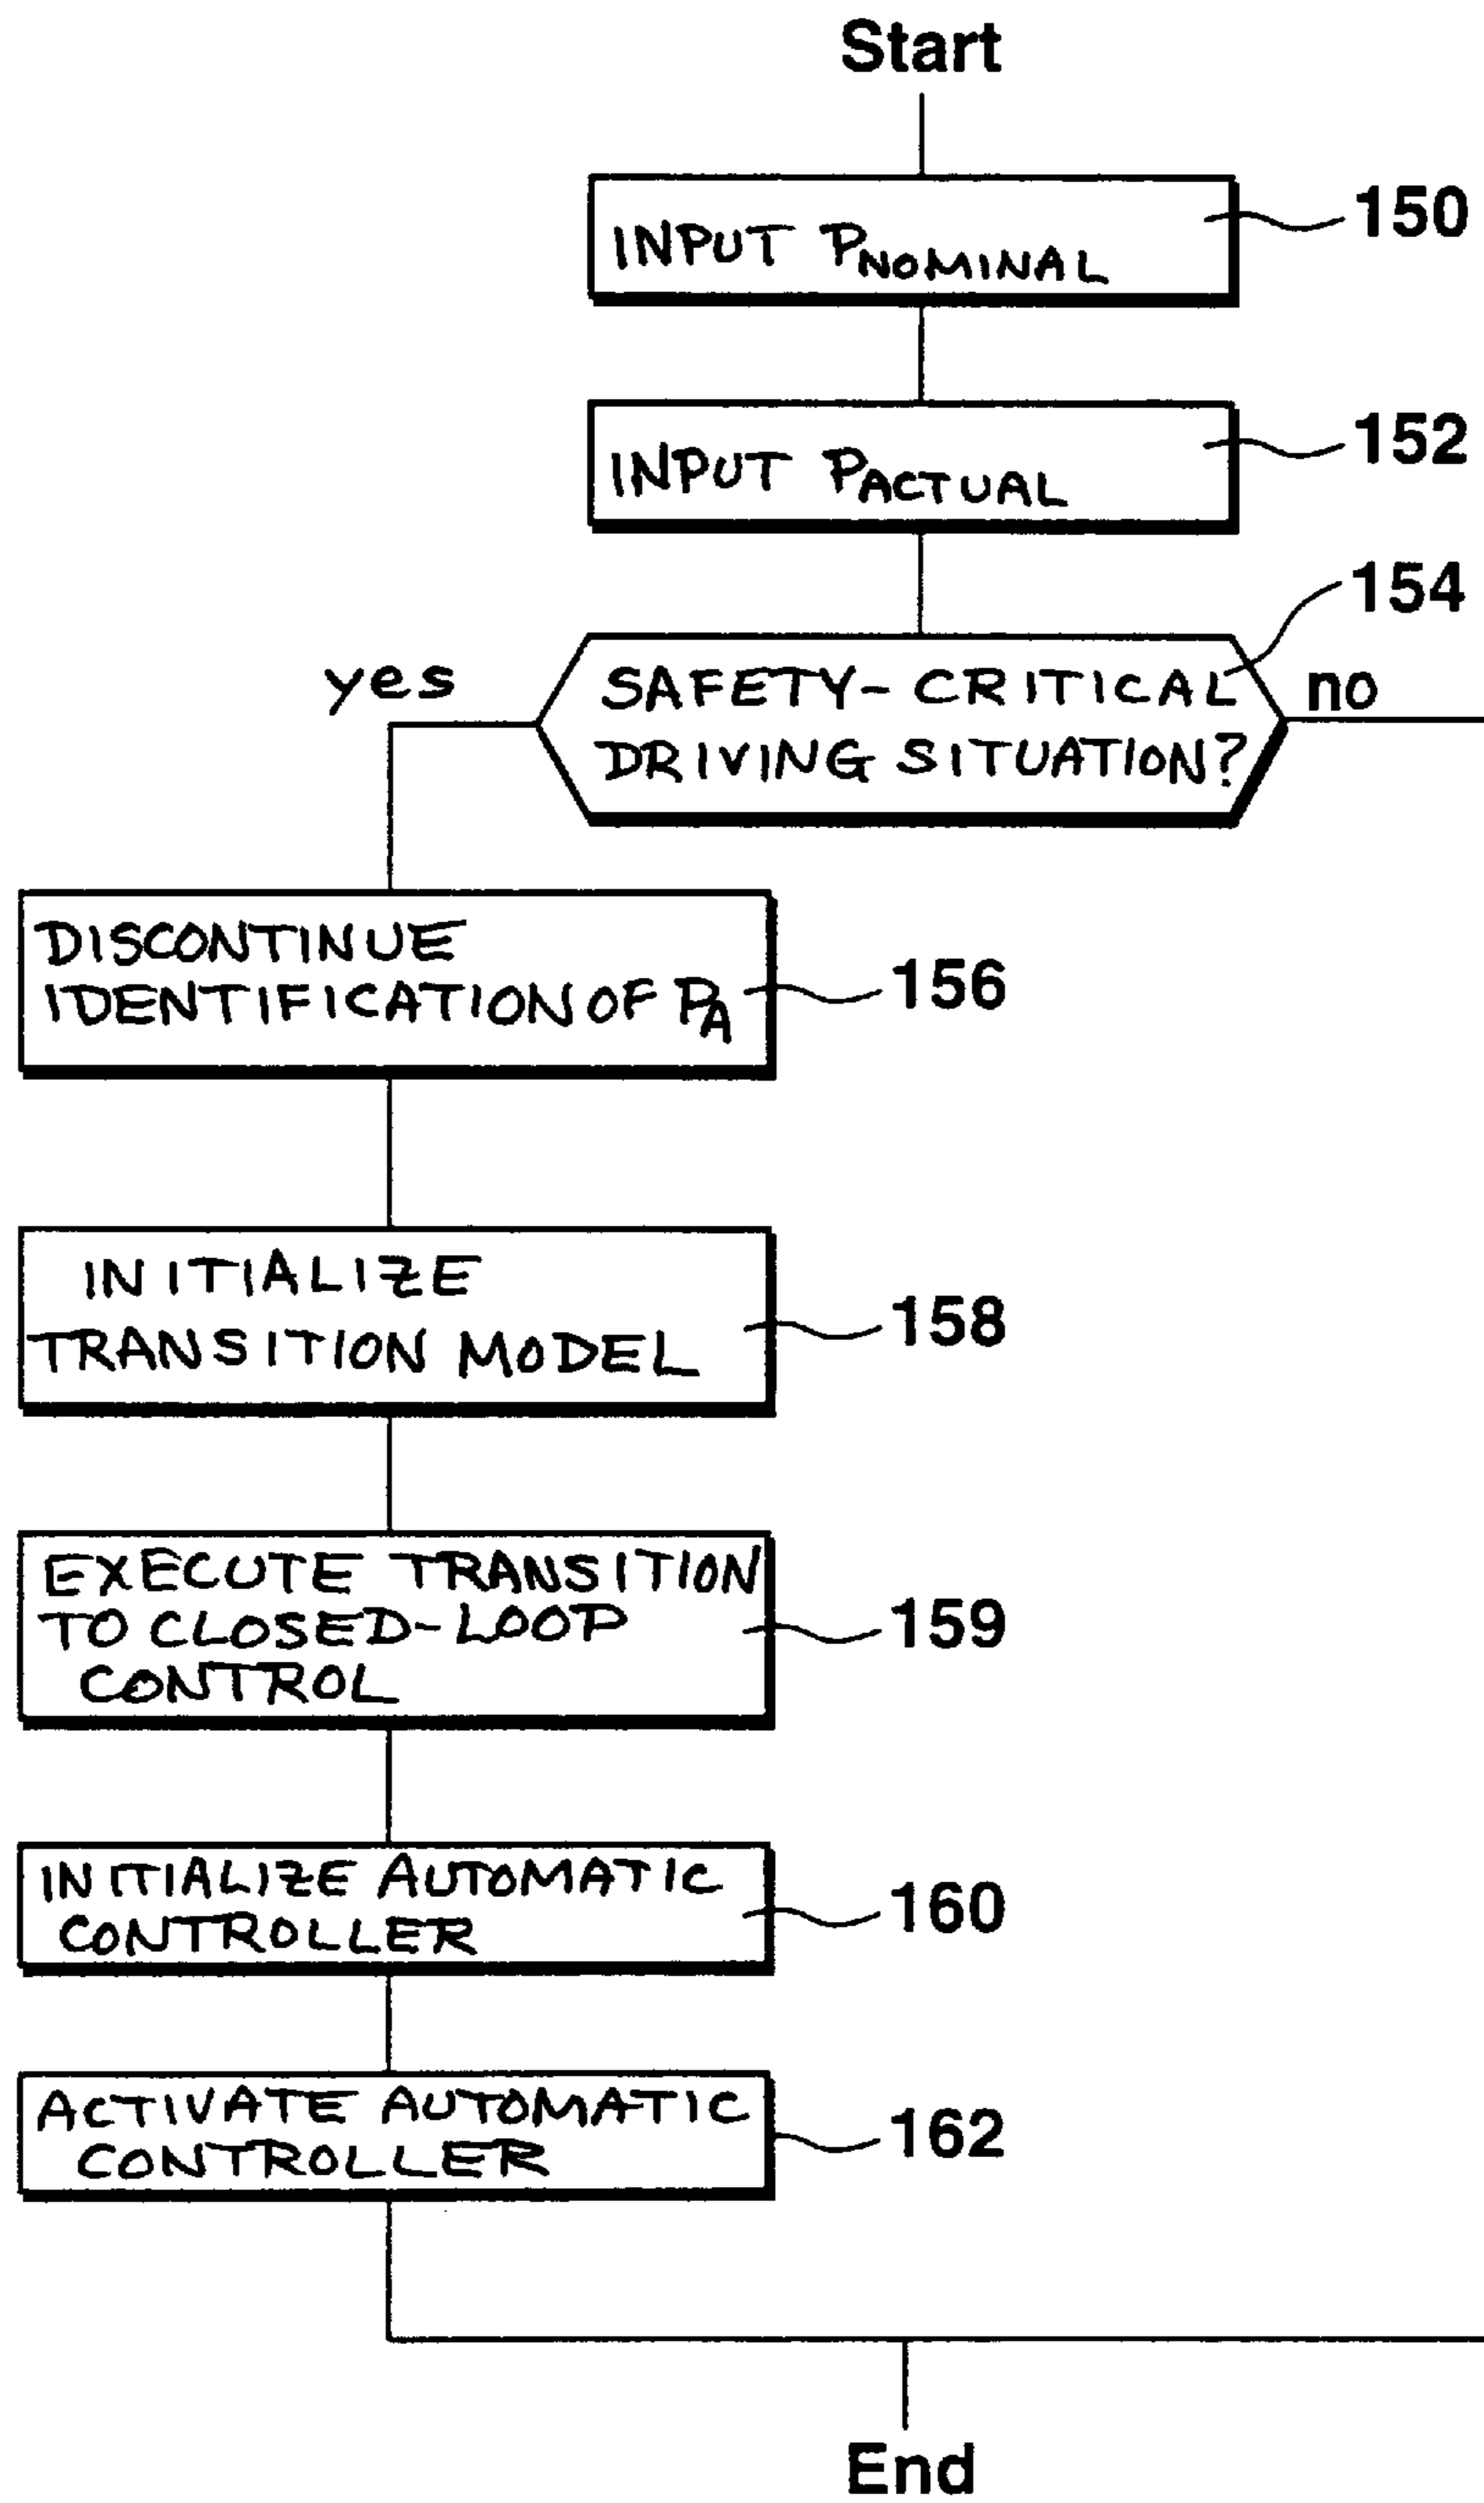 Start
INPUT PNOMINAL
150
INPUT PACTUAL
152
154
yes
SAFETY-CRITICAL
DRIVING SITUATION?
no
DISCONTINUE
IDENTIFICATION OF PA
156
INITIALIZE
TRANSITION MODEL
158
EXECUTE TRANSITION
TO CLOSED-LOOP
CONTROL
159
INITIALIZE AUTOMATIC
CONTROLLER
160
ACTIVATE AUTOMATIC
CONTROLLER
162
End